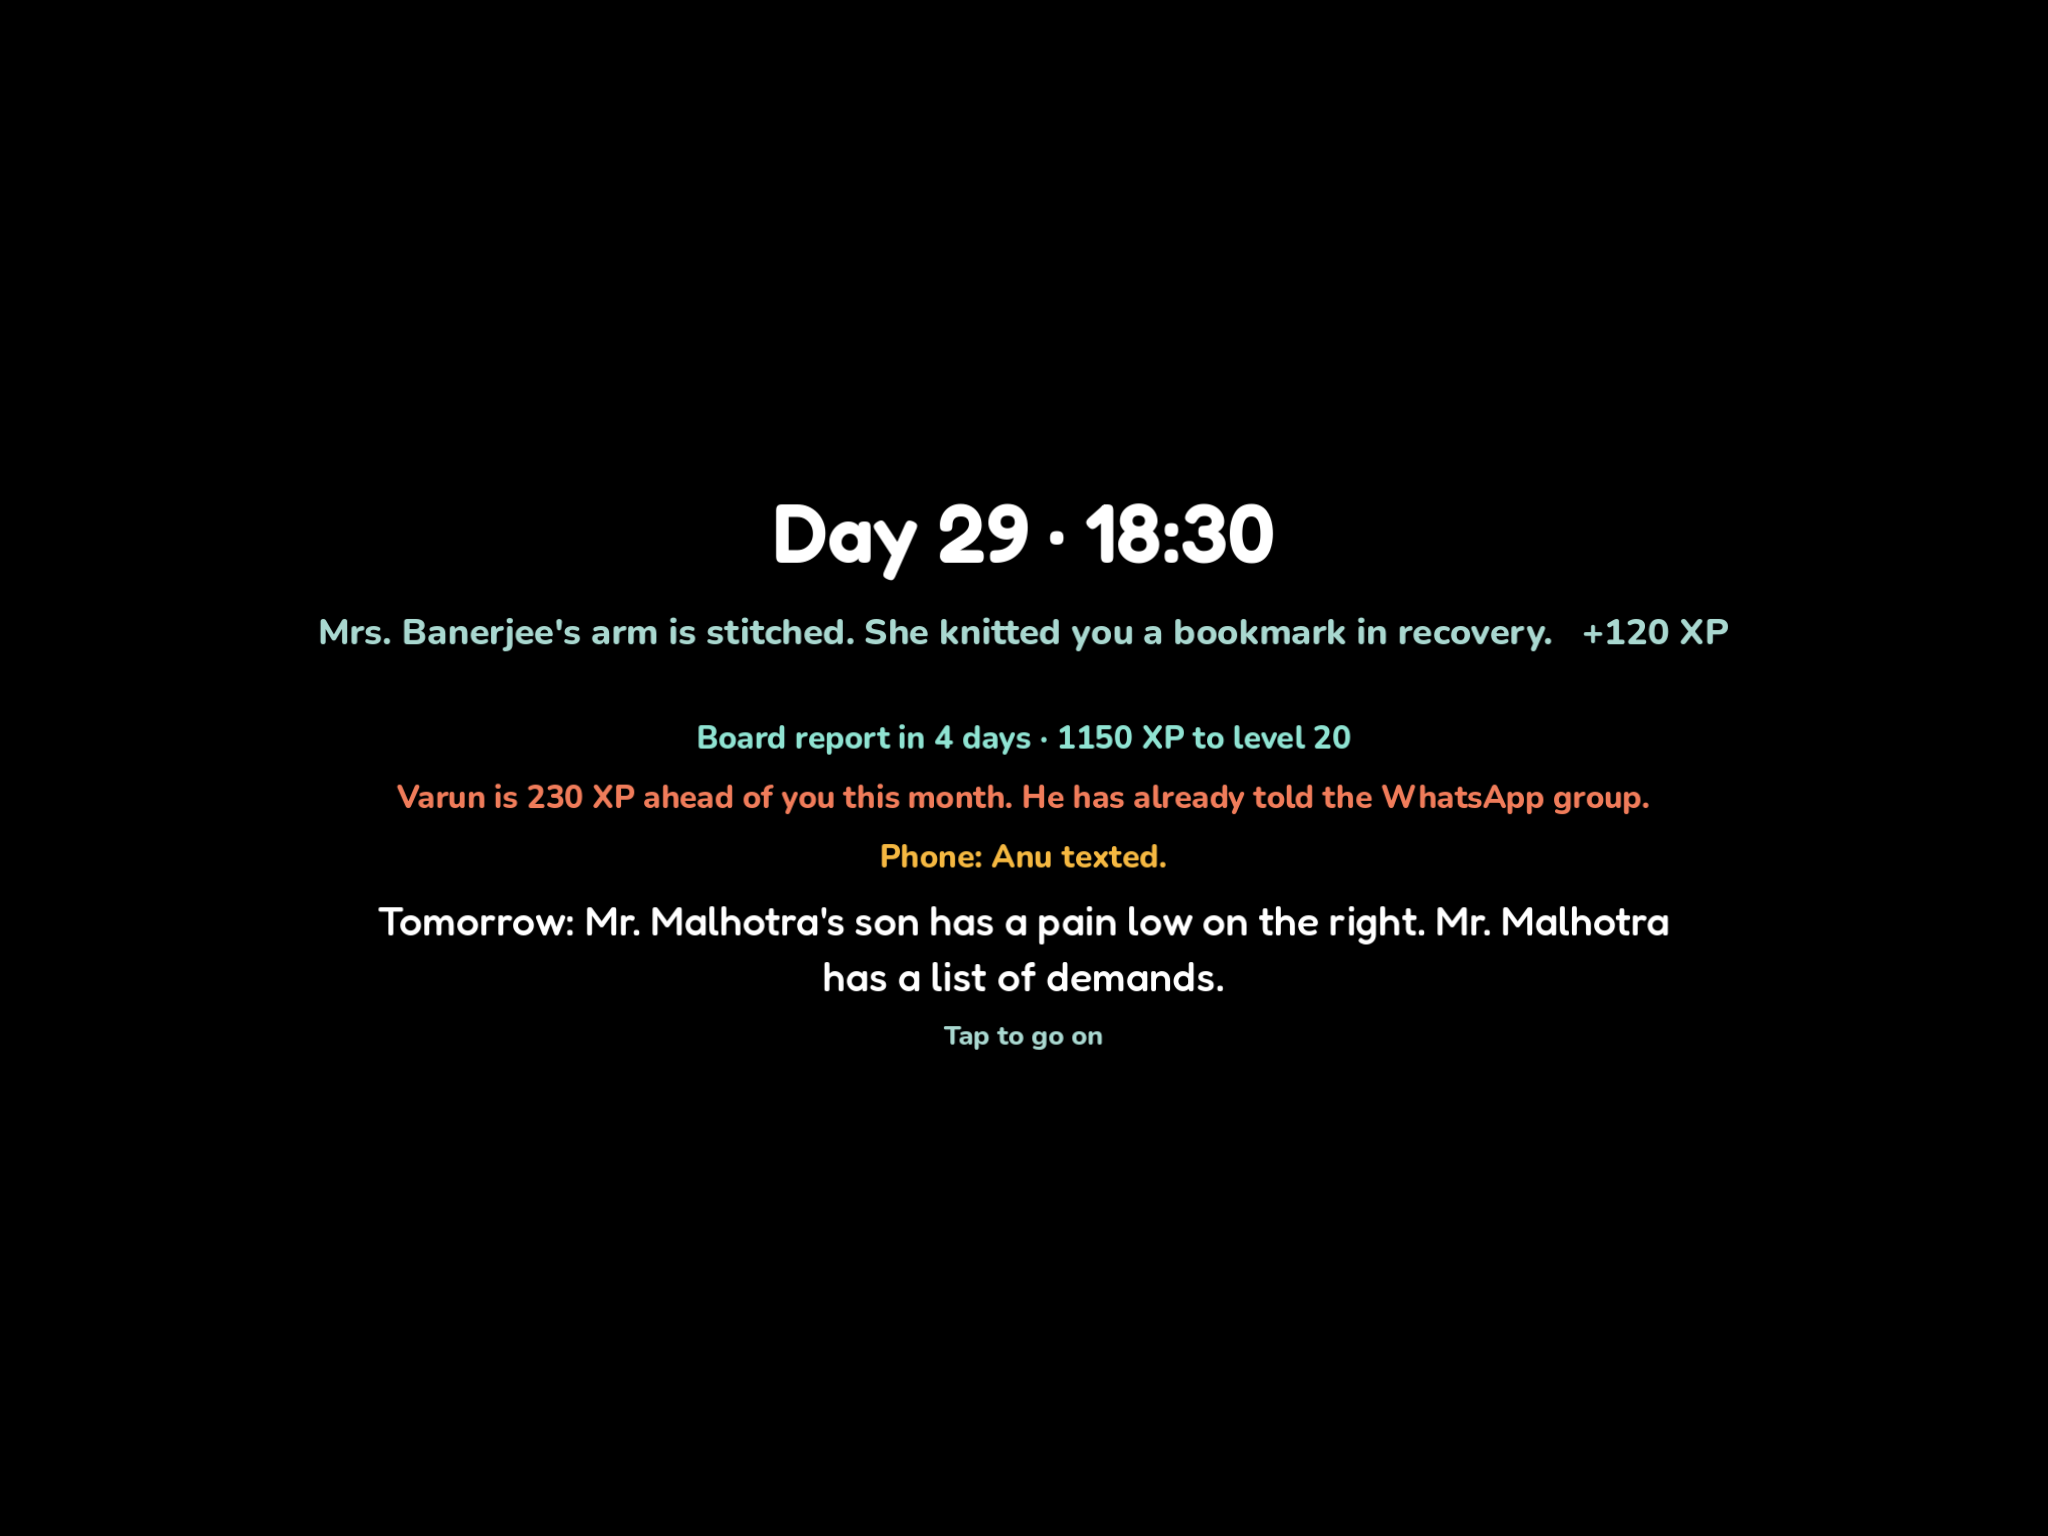 Day 29 · 18:30
Mrs. Banerjee's arm is stitched. She knitted you a bookmark in recovery. +120 XP
Board report in 4 days · 1150 XP to level 20
Varun is 230 XP ahead of you this month. He has already told the WhatsApp group.
Phone: Anu texted.
Tomorrow: Mr. Malhotra's son has a pain low on the right. Mr. Malhotra
has a list of demands.
Tap to go on